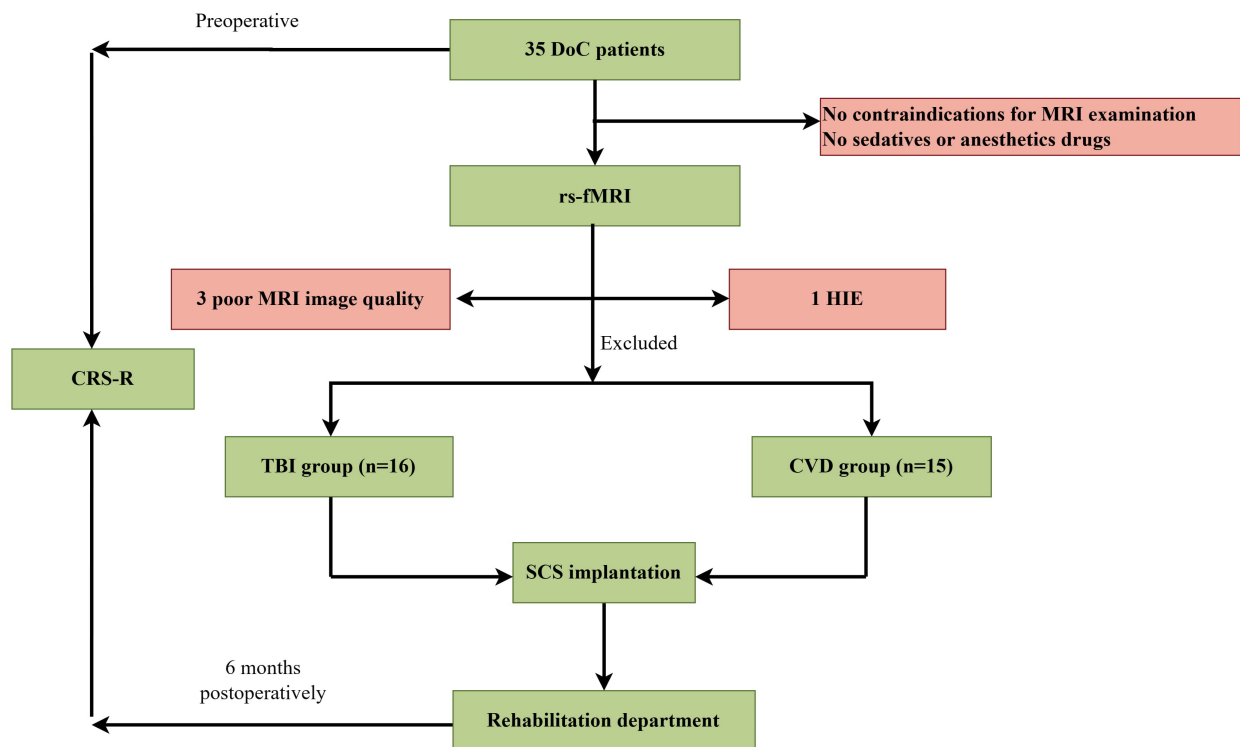 Preoperative
35 DoC patients
No contraindications for MRI examination
No sedatives or anesthetics drugs
rs-fMRI
3 poor MRI image quality
1 HIE
Excluded
CRS-R
TBI group (n=16)
CVD group (n=15)
SCS implantation
6 months
postoperatively
Rehabilitation department